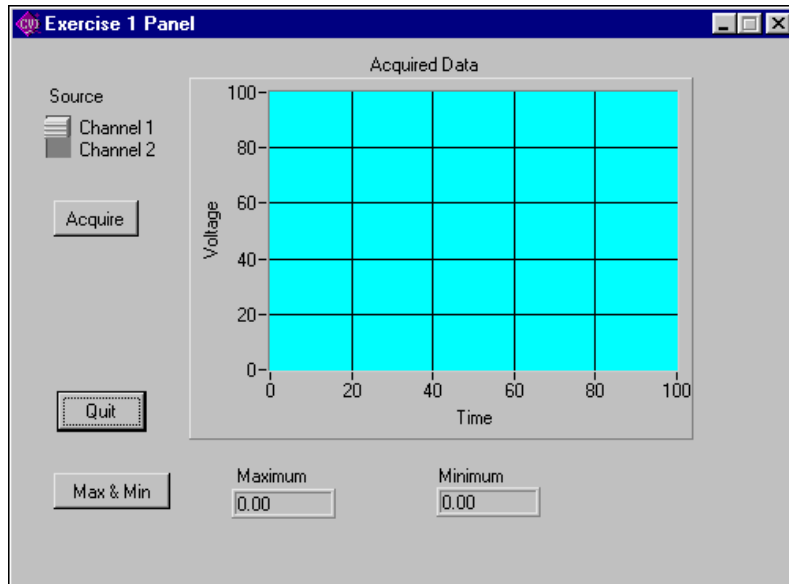 CVI Exercise 1 Panel
Acquired Data
Source
Channel 1
Channel 2
Acquire
Quit
Max & Min
Voltage
100
80
60
40
20
0
0 20 40 60 80 100
Time
Maximum
0.00
Minimum
0.00